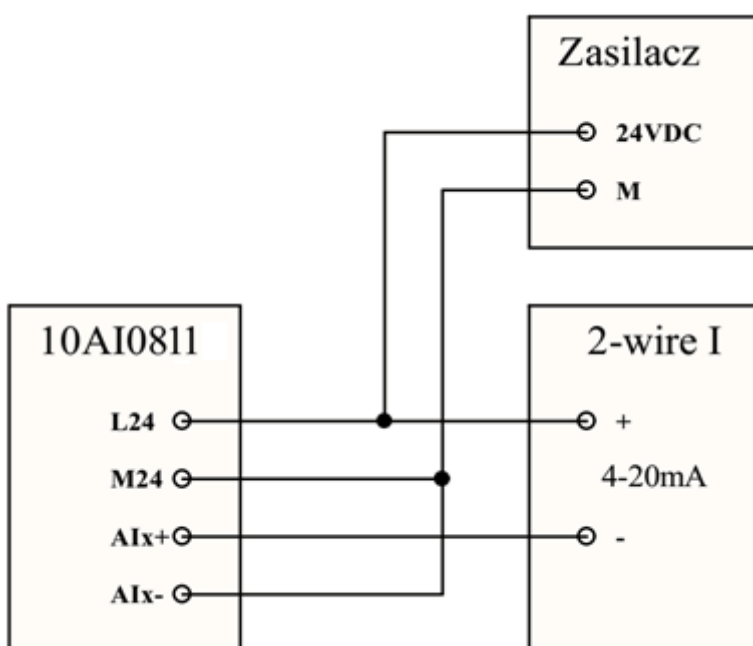 Zasilacz
24VDC
M
10AI0811
L24
M24
AIx+
AIx-
2-wire I
+
4-20mA
-